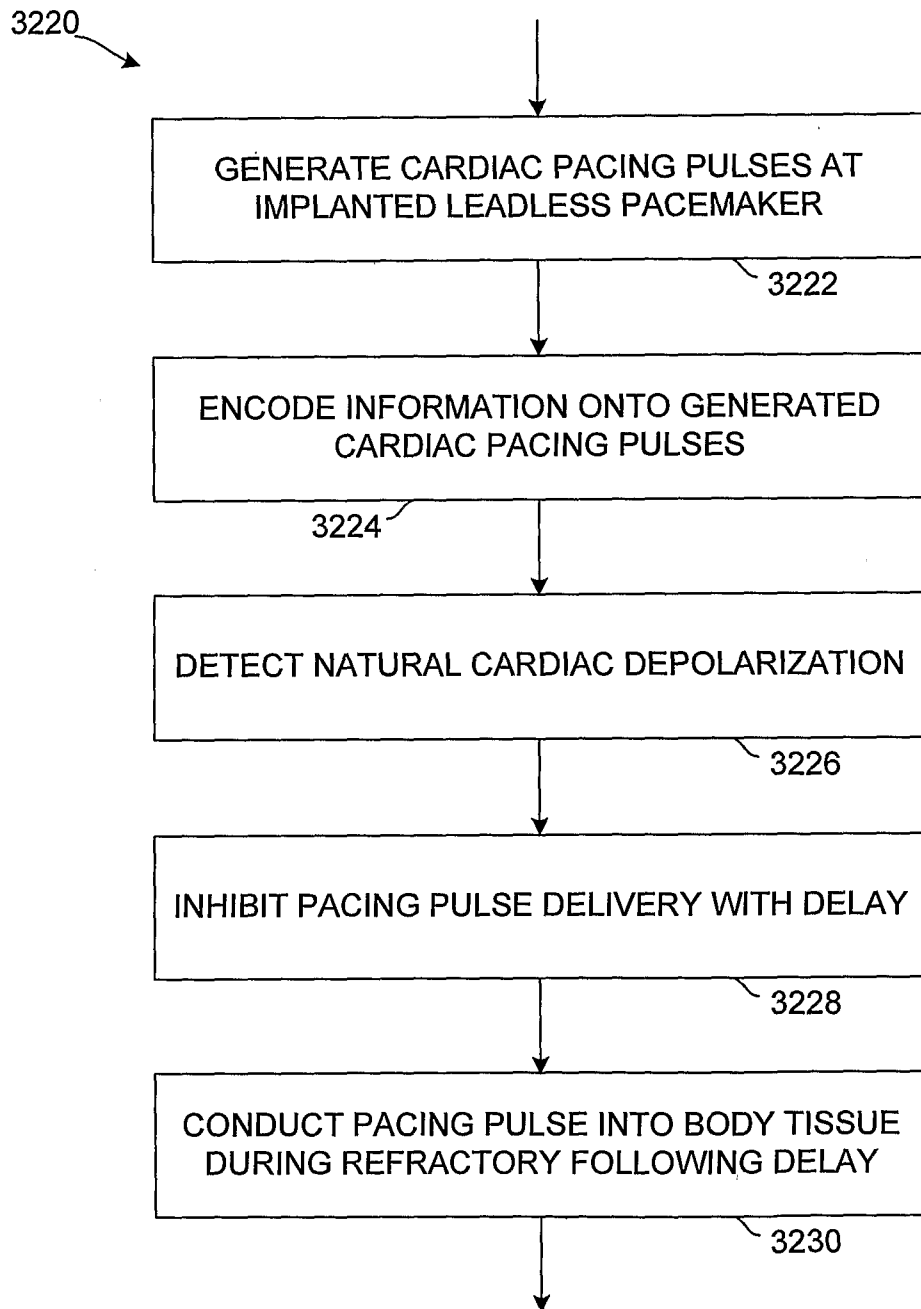 3220
GENERATE CARDIAC PACING PULSES AT
IMPLANTED LEADLESS PACEMAKER
3222
ENCODE INFORMATION ONTO GENERATED
CARDIAC PACING PULSES
3224
DETECT NATURAL CARDIAC DEPOLARIZATION
3226
INHIBIT PACING PULSE DELIVERY WITH DELAY
3228
CONDUCT PACING PULSE INTO BODY TISSUE
DURING REFRACTORY FOLLOWING DELAY
3230